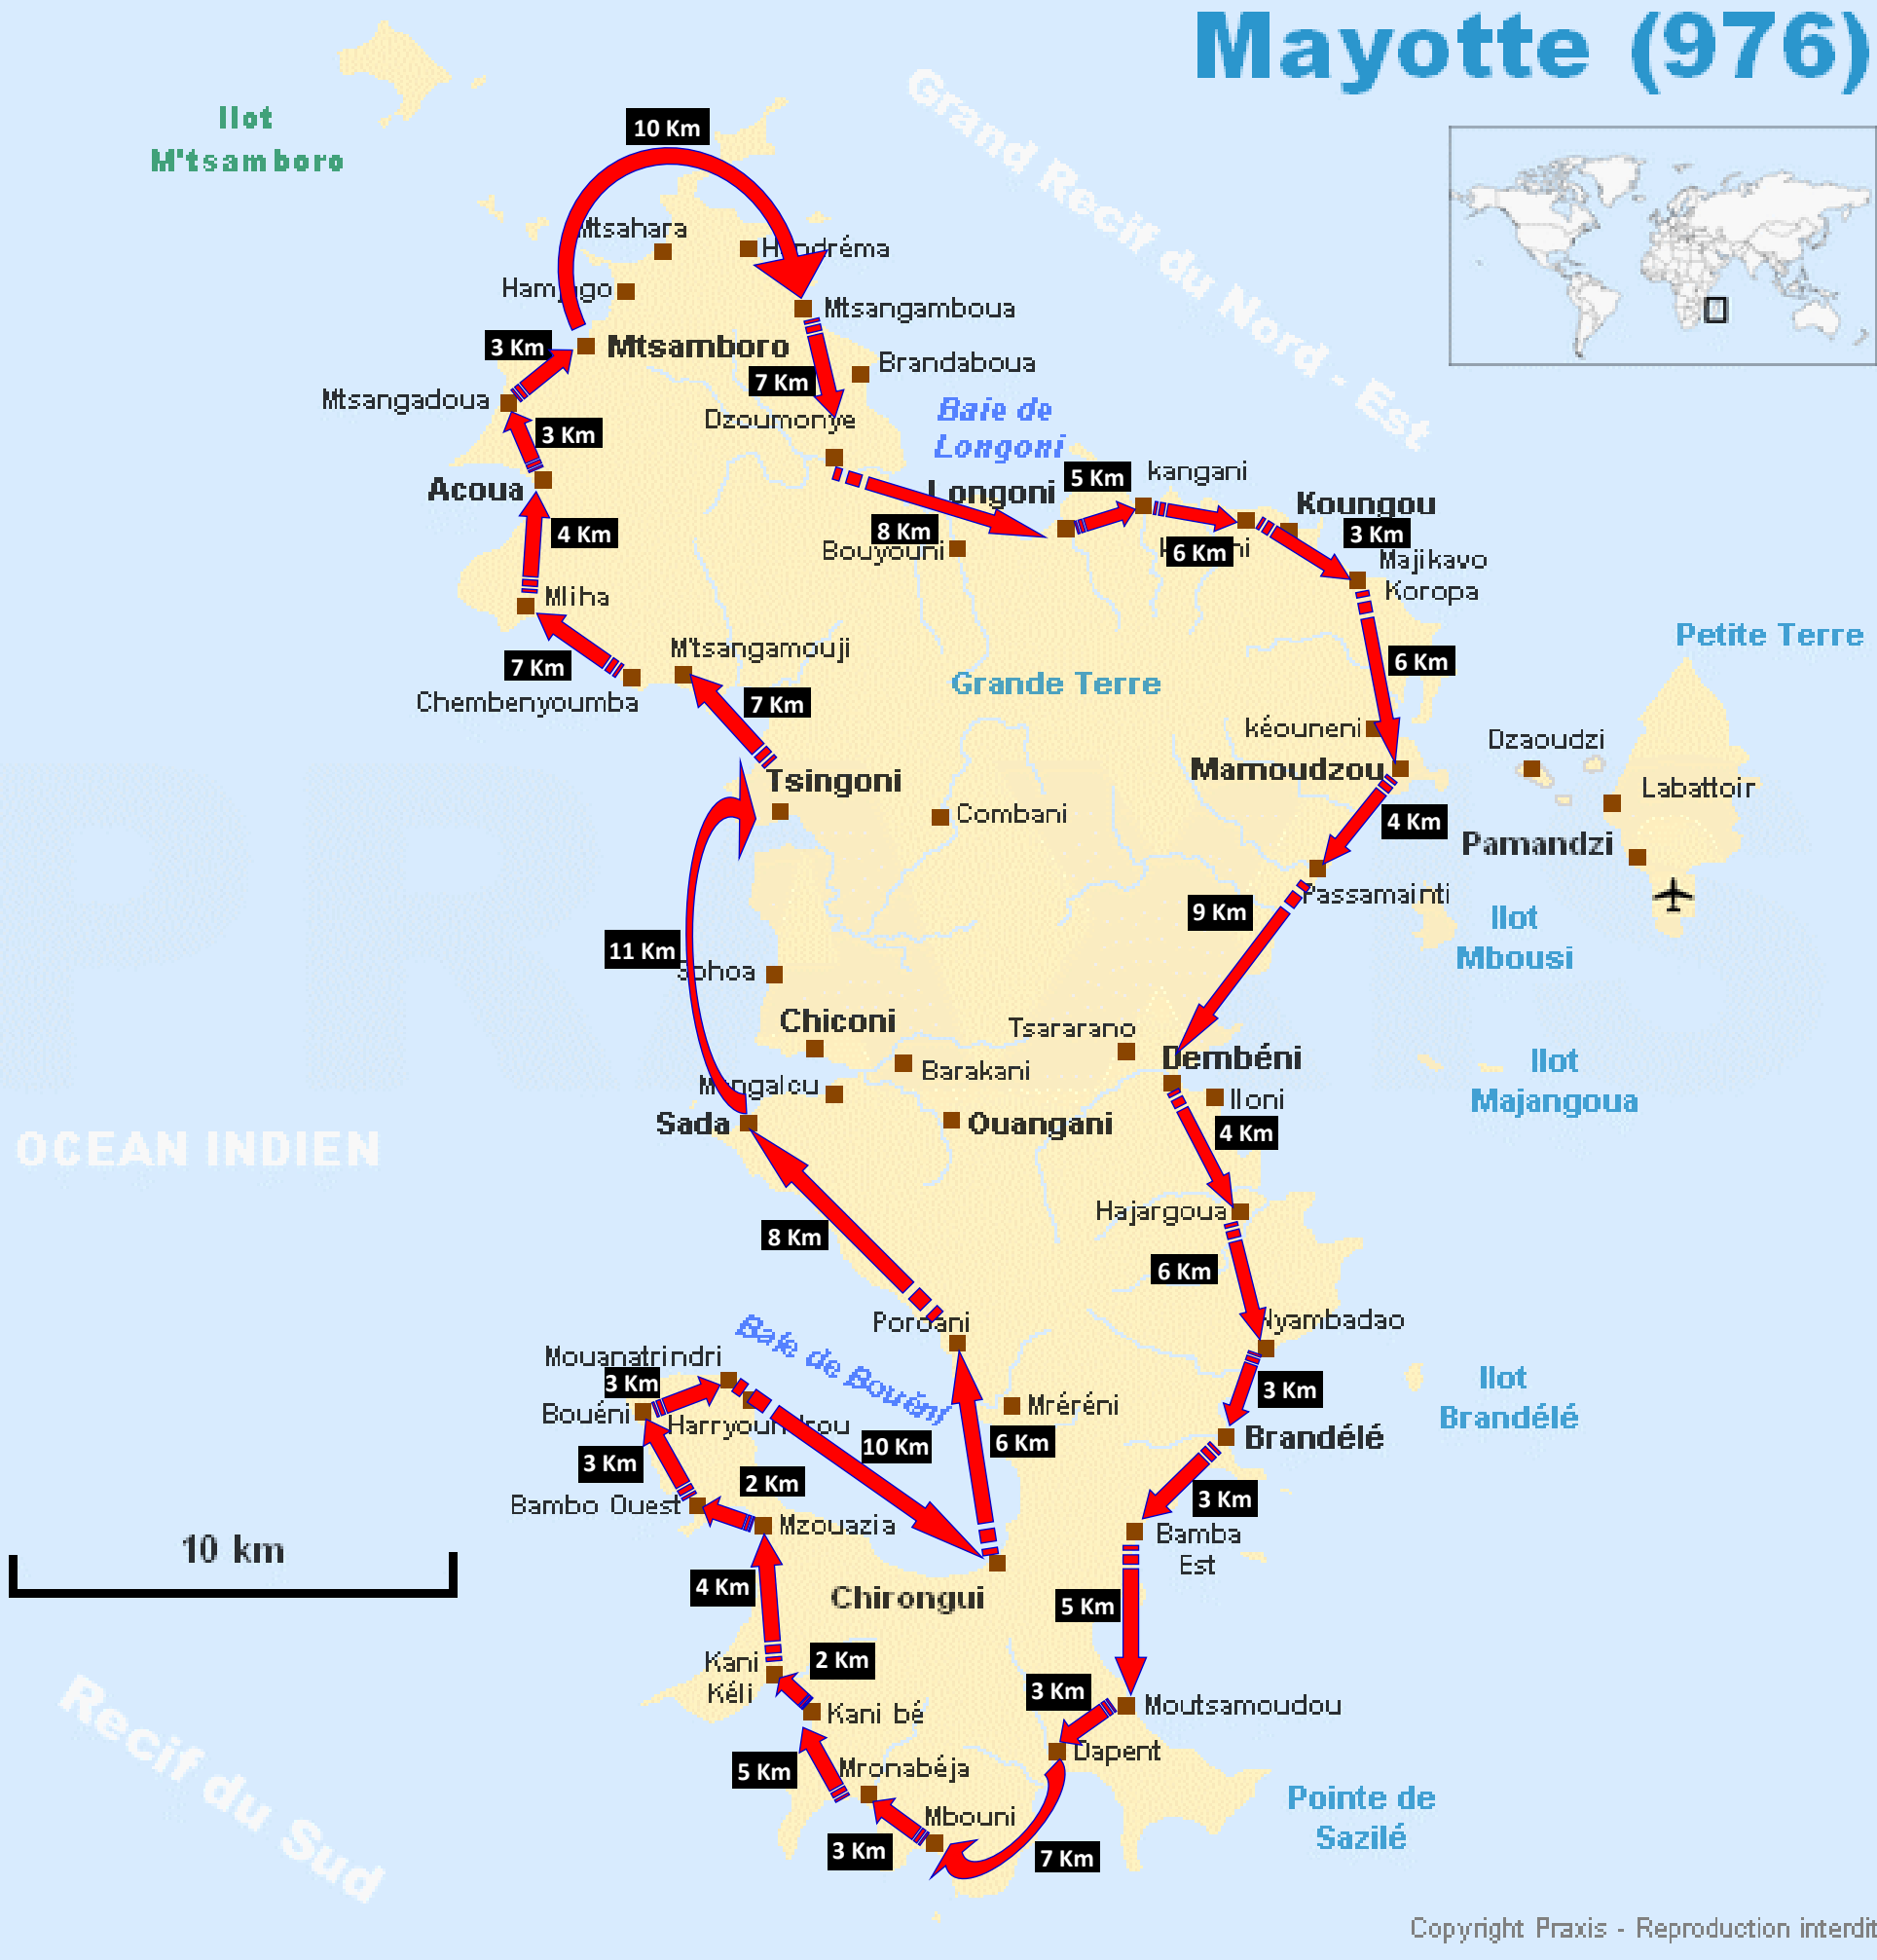 Mayotte (976)
Ilot
M'tsamboro
Grand Recif du Nord - Est
10 Km
Mtsahara
Handréma
Mtsangamboua
Mtsamboro
3 Km
Brandaboua
7 Km
Mtsangadoua
Dzoumonye
Baie de
Longoni
3 Km
Acoua
Longoni
5 Km
kangani
Koungou
4 Km
8 Km
Bouyouni
6 Km
3 Km
Majikavo
Koropa
Mliha
M'tsangamouji
Petite Terre
7 Km
Chembenyoumba
7 Km
Grande Terre
6 Km
kéouneni
Dzaoudzi
Mamoudzou
Tsingoni
Labattoir
Combani
4 Km
Pamandzi
Passamainti
9 Km
Ilot
Mbousi
11 Km
Sohoa
Chiconi
Tsararano
Dembéni
Barakani
Ilot
Majangoua
Iloni
Sada
Ouangani
4 Km
OCEAN INDIEN
Hajargoua
8 Km
6 Km
Poroani
Nyambadao
Baie de Bouéni
Mouanatrindri
3 Km
3 Km
Ilot
Brandélé
Bouéni
Mréréni
Brandélé
10 Km
6 Km
3 Km
2 Km
3 Km
Bambo Ouest
Mzouazia
Bamba
Est
10 km
4 Km
Chirongui
5 Km
Kani
Kéli
2 Km
3 Km
Kani bé
Moutsamoudou
Dapent
5 Km
Mronabéja
Mbouni
3 Km
7 Km
Pointe de
Sazilé
Recif du Sud
Copyright Praxis - Reproduction interdit